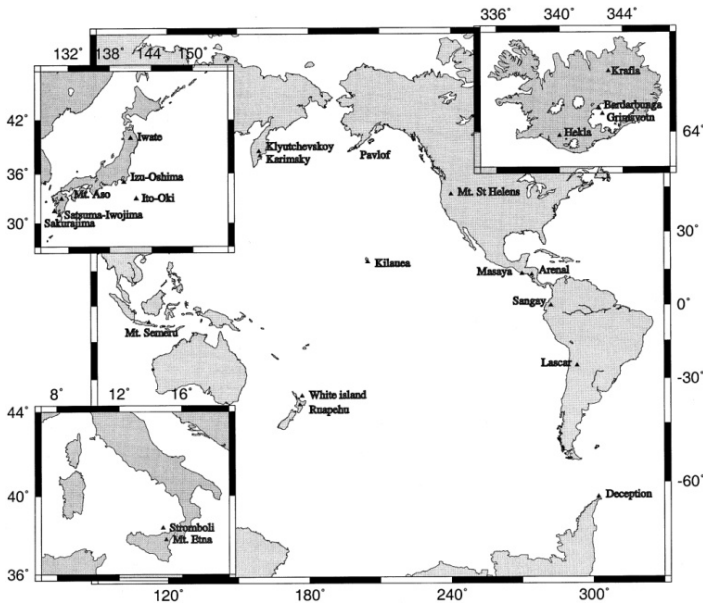 336° 340° 344°
132° 138° 144° 150°
Krafla
Bardarbunga
Grimsvotn
Hekla
64°
42°
36°
30°
Iwate
Izu-Oshima
Mt. Aso
Ito-Oki
Satsuma-Iwojima
Sakurajima
Klyutchevskoy
Karimsky
Pavlof
Mt. St Helens
Kilauea
Masaya
Arenal
Sangay
Mt. Semeru
Lascar
White island
Ruapehu
Deception
30°
0°
-30°
-60°
8° 12° 16°
44°
40°
36°
Stromboli
Mt. Etna
120° 180° 240° 300°